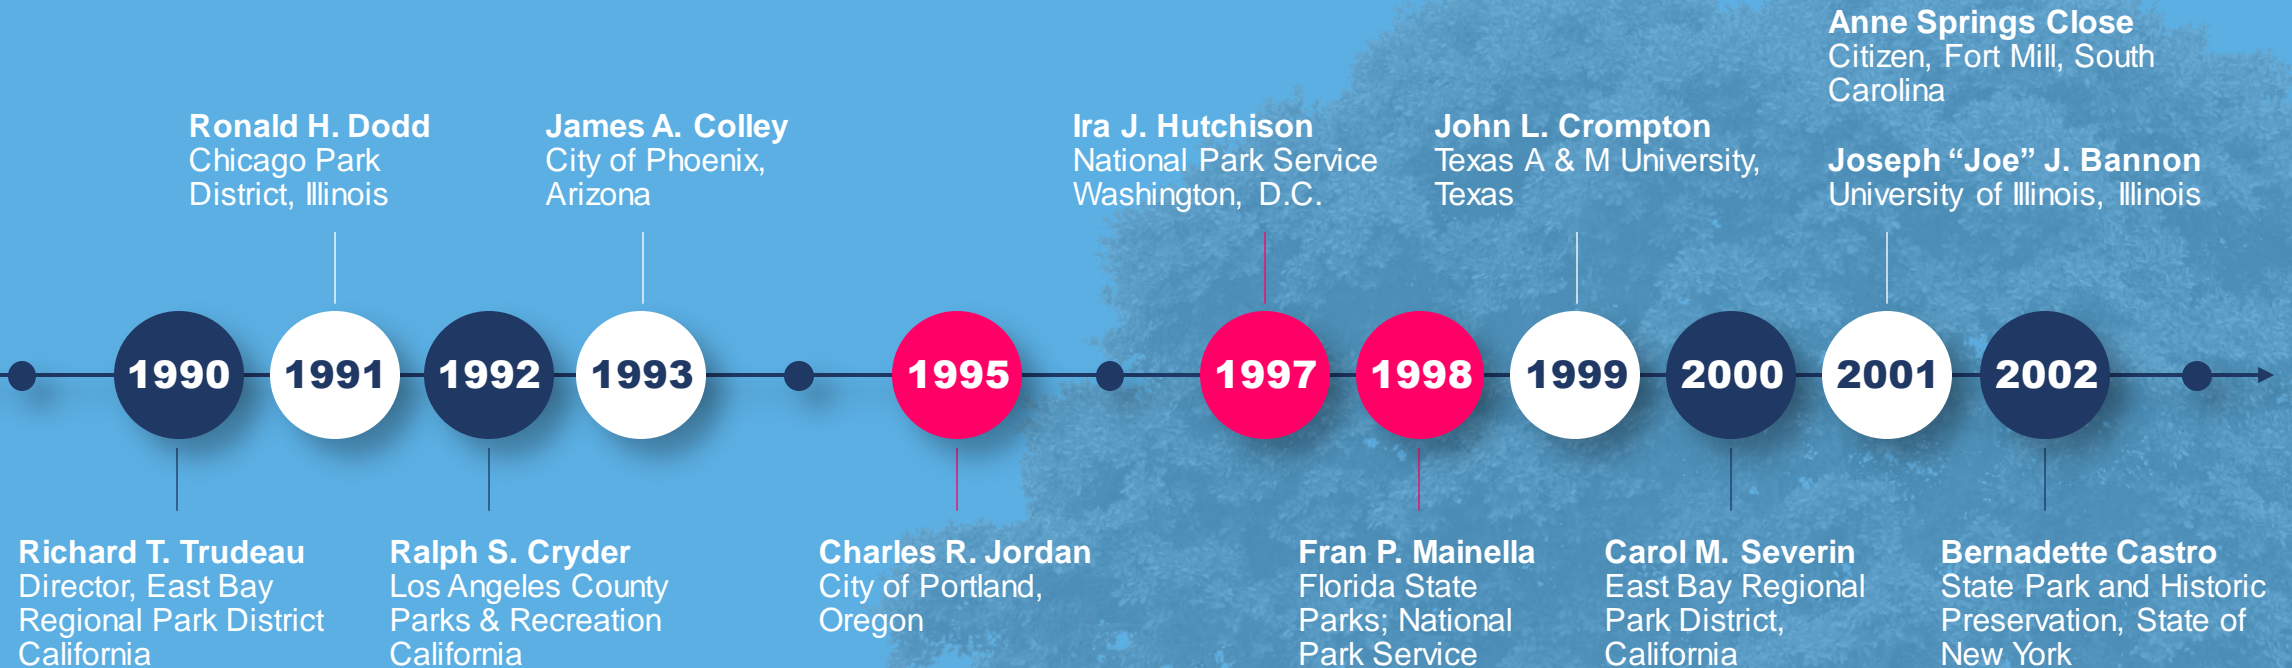 Anne Springs Close
Citizen, Fort Mill, South
Carolina
Ronald H. Dodd
Chicago Park
District, Illinois
James A. Colley
City of Phoenix,
Arizona
Ira J. Hutchison
National Park Service
Washington, D.C.
John L. Crompton
Texas A & M University,
Texas
Joseph “Joe” J. Bannon
University of Illinois, Illinois
1990
1991
1992
1993
1995
1997
1998
1999
2000
2001
2002
Richard T. Trudeau
Director, East Bay
Regional Park District
California
Ralph S. Cryder
Los Angeles County
Parks & Recreation
California
Charles R. Jordan
City of Portland,
Oregon
Fran P. Mainella
Florida State
Parks; National
Park Service
Carol M. Severin
East Bay Regional
Park District,
California
Bernadette Castro
State Park and Historic
Preservation, State of
New York